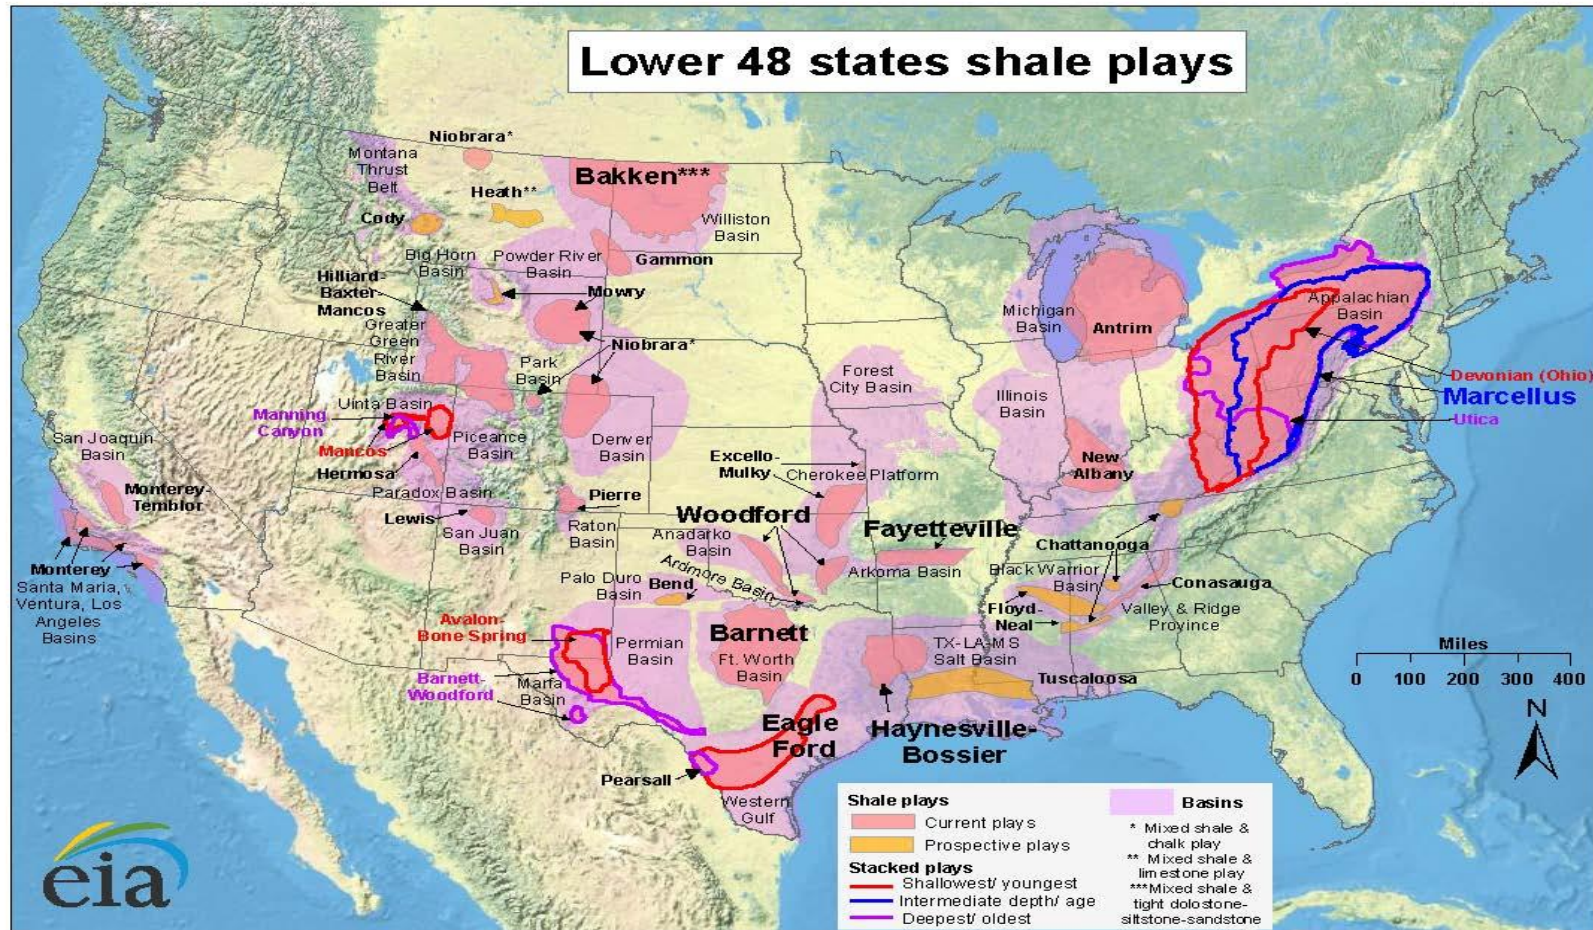 Lower 48 states shale plays
Niobrara*
Montana
Thrust
Belt
Bakken***
Heath**
Cody
Williston
Basin
Big Horn
Basin
Powder River
Basin
Gammon
Hilliard-
Baxter-
Mancos
Mowry
Greater
Green
River
Basin
Niobrara*
Park
Basin
Michigan
Basin
Antrim
Appalachian
Basin
Forest
City Basin
Illinois
Basin
Devonian (Ohio)
Marcellus
Utica
Uinta Basin
Manning
Canyon
Mancos
Piceance
Basin
Denver
Basin
San Joaquin
Basin
Hermosa
Excello-
Mulky
Cherokee Platform
New
Albany
Monterey-
Temblor
Paradox Basin
Pierre
Lewis
San Juan
Basin
Raton
Basin
Woodford
Anadarko
Basin
Fayetteville
Arkoma Basin
Chattanooga
Black Warrior
Basin
Conasauga
Monterey
Santa Maria,
Ventura, Los
Angeles
Basins
Palo Duro
Basin
Bend
Ardmore Basin
Floyd-
Neal
Valley & Ridge
Province
Avalon-
Bone Spring
Permian
Basin
Barnett
Ft. Worth
Basin
TX-LA-MS
Salt Basin
Tuscaloosa
Barnett-
Woodford
Marfa
Basin
Eagle
Ford
Haynesville-
Bossier
Pearsall
Western
Gulf
Miles
0 100 200 300 400
N
Shale plays
Current plays
Prospective plays
Stacked plays
Shallowest/ youngest
Intermediate depth/ age
Deepest/ oldest
Basins
* Mixed shale &
chalk play
** Mixed shale &
limestone play
***Mixed shale &
tight dolostone-
siltstone-sandstone
eia